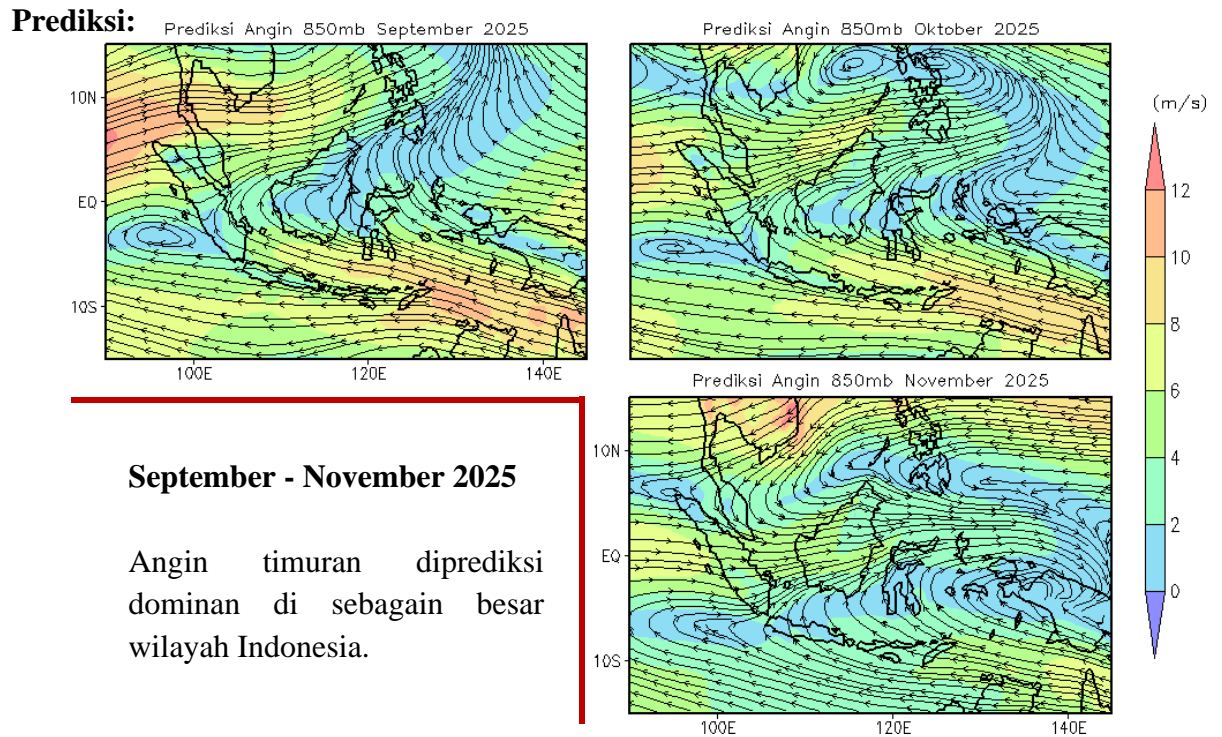 Prediksi:
Prediksi Angin 850mb September 2025
Prediksi Angin 850mb Oktober 2025
10N
EQ
10S
100E 120E 140E
(m/s)
12
10
8
6
4
2
0
September - November 2025
Angin timuran diprediksi
dominan di sebagain besar
wilayah Indonesia.
Prediksi Angin 850mb November 2025
10N
EQ
10S
100E 120E 140E